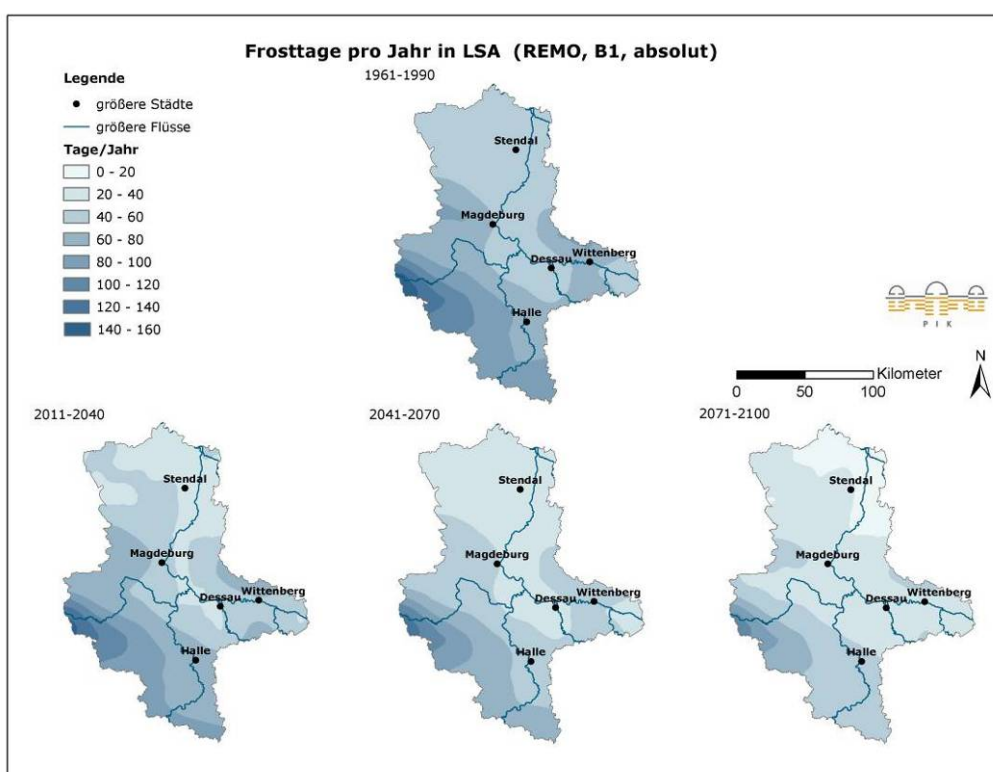 Frosttage pro Jahr in LSA (REMO, B1, absolut)
Legende
größere Städte
größere Flüsse
Tage/Jahr
0 - 20
20 - 40
40 - 60
60 - 80
80 - 100
100 - 120
120 - 140
140 - 160
1961-1990
Stendal
Magdeburg
Dessau
Wittenberg
Halle
P I K
Kilometer
0 50 100
N
2011-2040
Stendal
Magdeburg
Dessau
Wittenberg
Halle
2041-2070
Stendal
Magdeburg
Dessau
Wittenberg
Halle
2071-2100
Stendal
Magdeburg
Dessau
Wittenberg
Halle